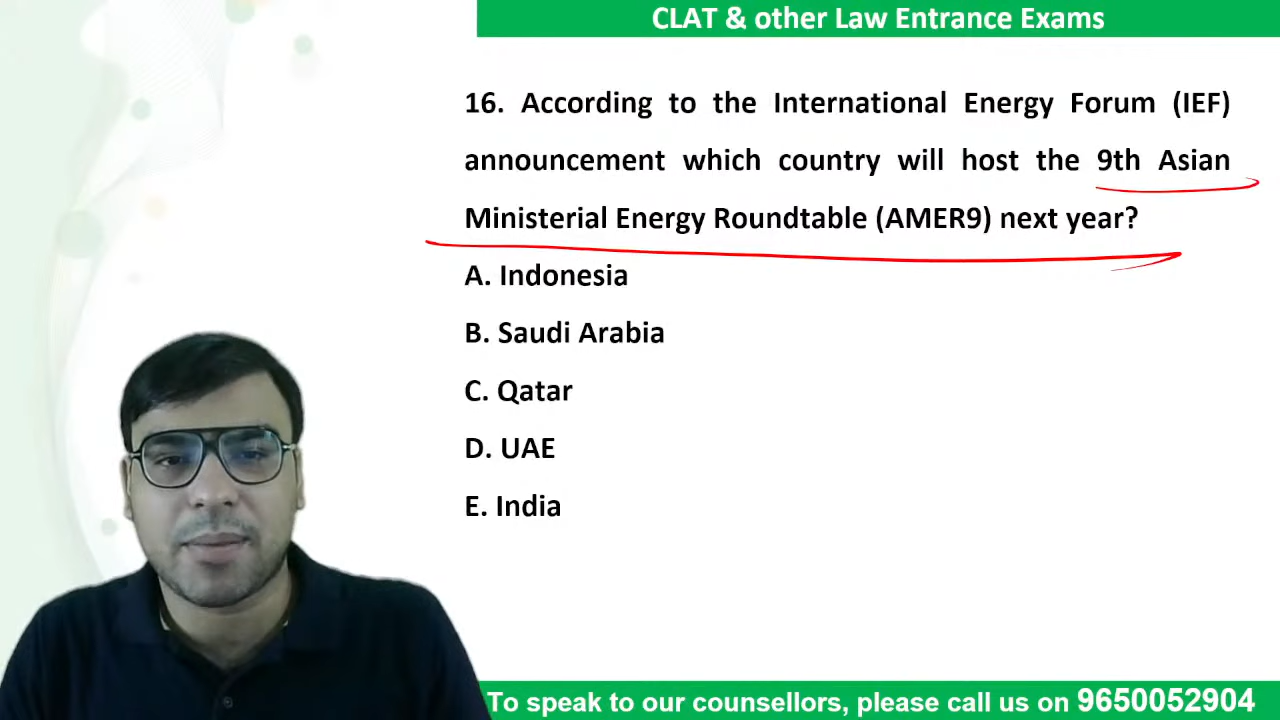 CLAT & other Law Entrance Exams
16. According to the International Energy Forum (IEF)
announcement which country will host the 9th Asian
Ministerial Energy Roundtable (AMER9) next year?
A. Indonesia
B. Saudi Arabia
C. Qatar
D. UAE
E. India
To speak to our counsellors, please call us on 9650052904